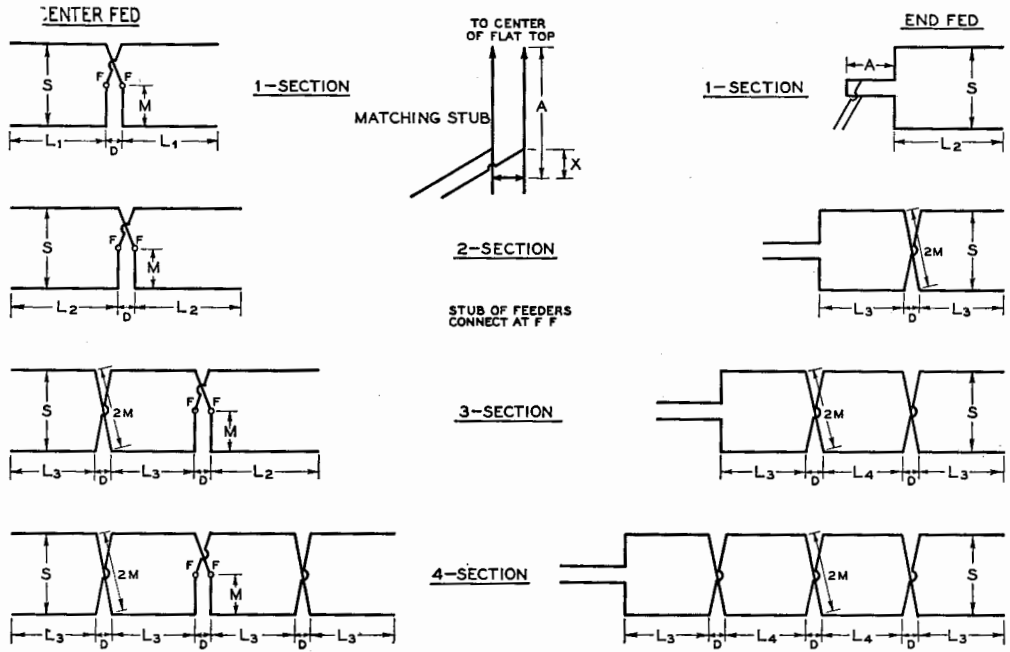 CENTER FED
TO CENTER
OF FLAT TOP
END FED
S
F F
M
L1 D L1
1-SECTION
MATCHING STUB
A
X
1-SECTION
A
S
L2
S
F F
M
L2 D L2
2-SECTION
STUB OF FEEDERS
CONNECT AT F F
2M
S
L3 D L3
S
2M
F F
M
L3 D L3 D L2
3-SECTION
2M
S
L3 D L4 D L3
S
2M
F F
M
L3 D L3 D L3 D L3
4-SECTION
2M
S
L3 D L4 D L4 D L3